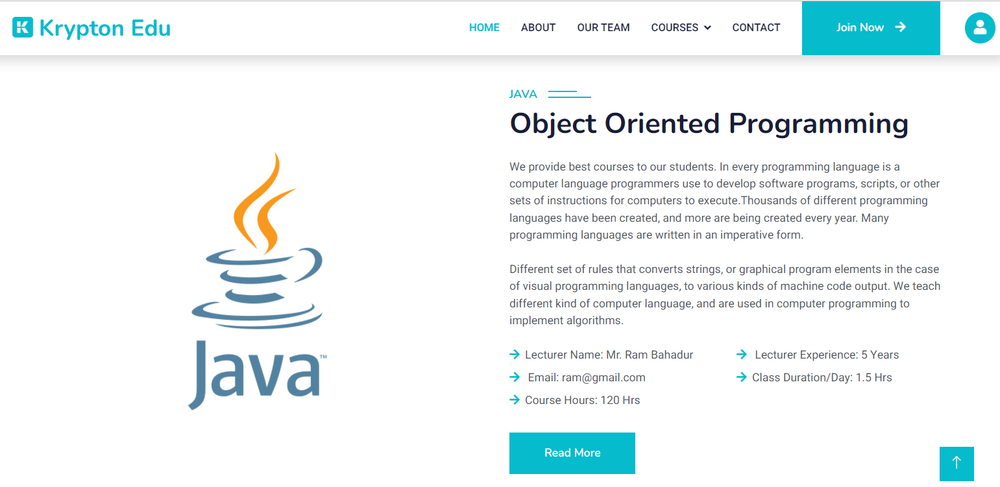 Krypton Edu
HOME ABOUT OUR TEAM COURSES CONTACT Join Now
JAVA
Object Oriented Programming
We provide best courses to our students. In every programming language is a
computer language programmers use to develop software programs, scripts, or other
sets of instructions for computers to execute.Thousands of different programming
languages have been created, and more are being created every year. Many
programming languages are written in an imperative form.
Different set of rules that converts strings, or graphical program elements in the case
of visual programming languages, to various kinds of machine code output. We teach
different kind of computer language, and are used in computer programming to
implement algorithms.
Lecturer Name: Mr. Ram Bahadur
Lecturer Experience: 5 Years
Email: ram@gmail.com
Class Duration/Day: 1.5 Hrs
Course Hours: 120 Hrs
Read More
Java™